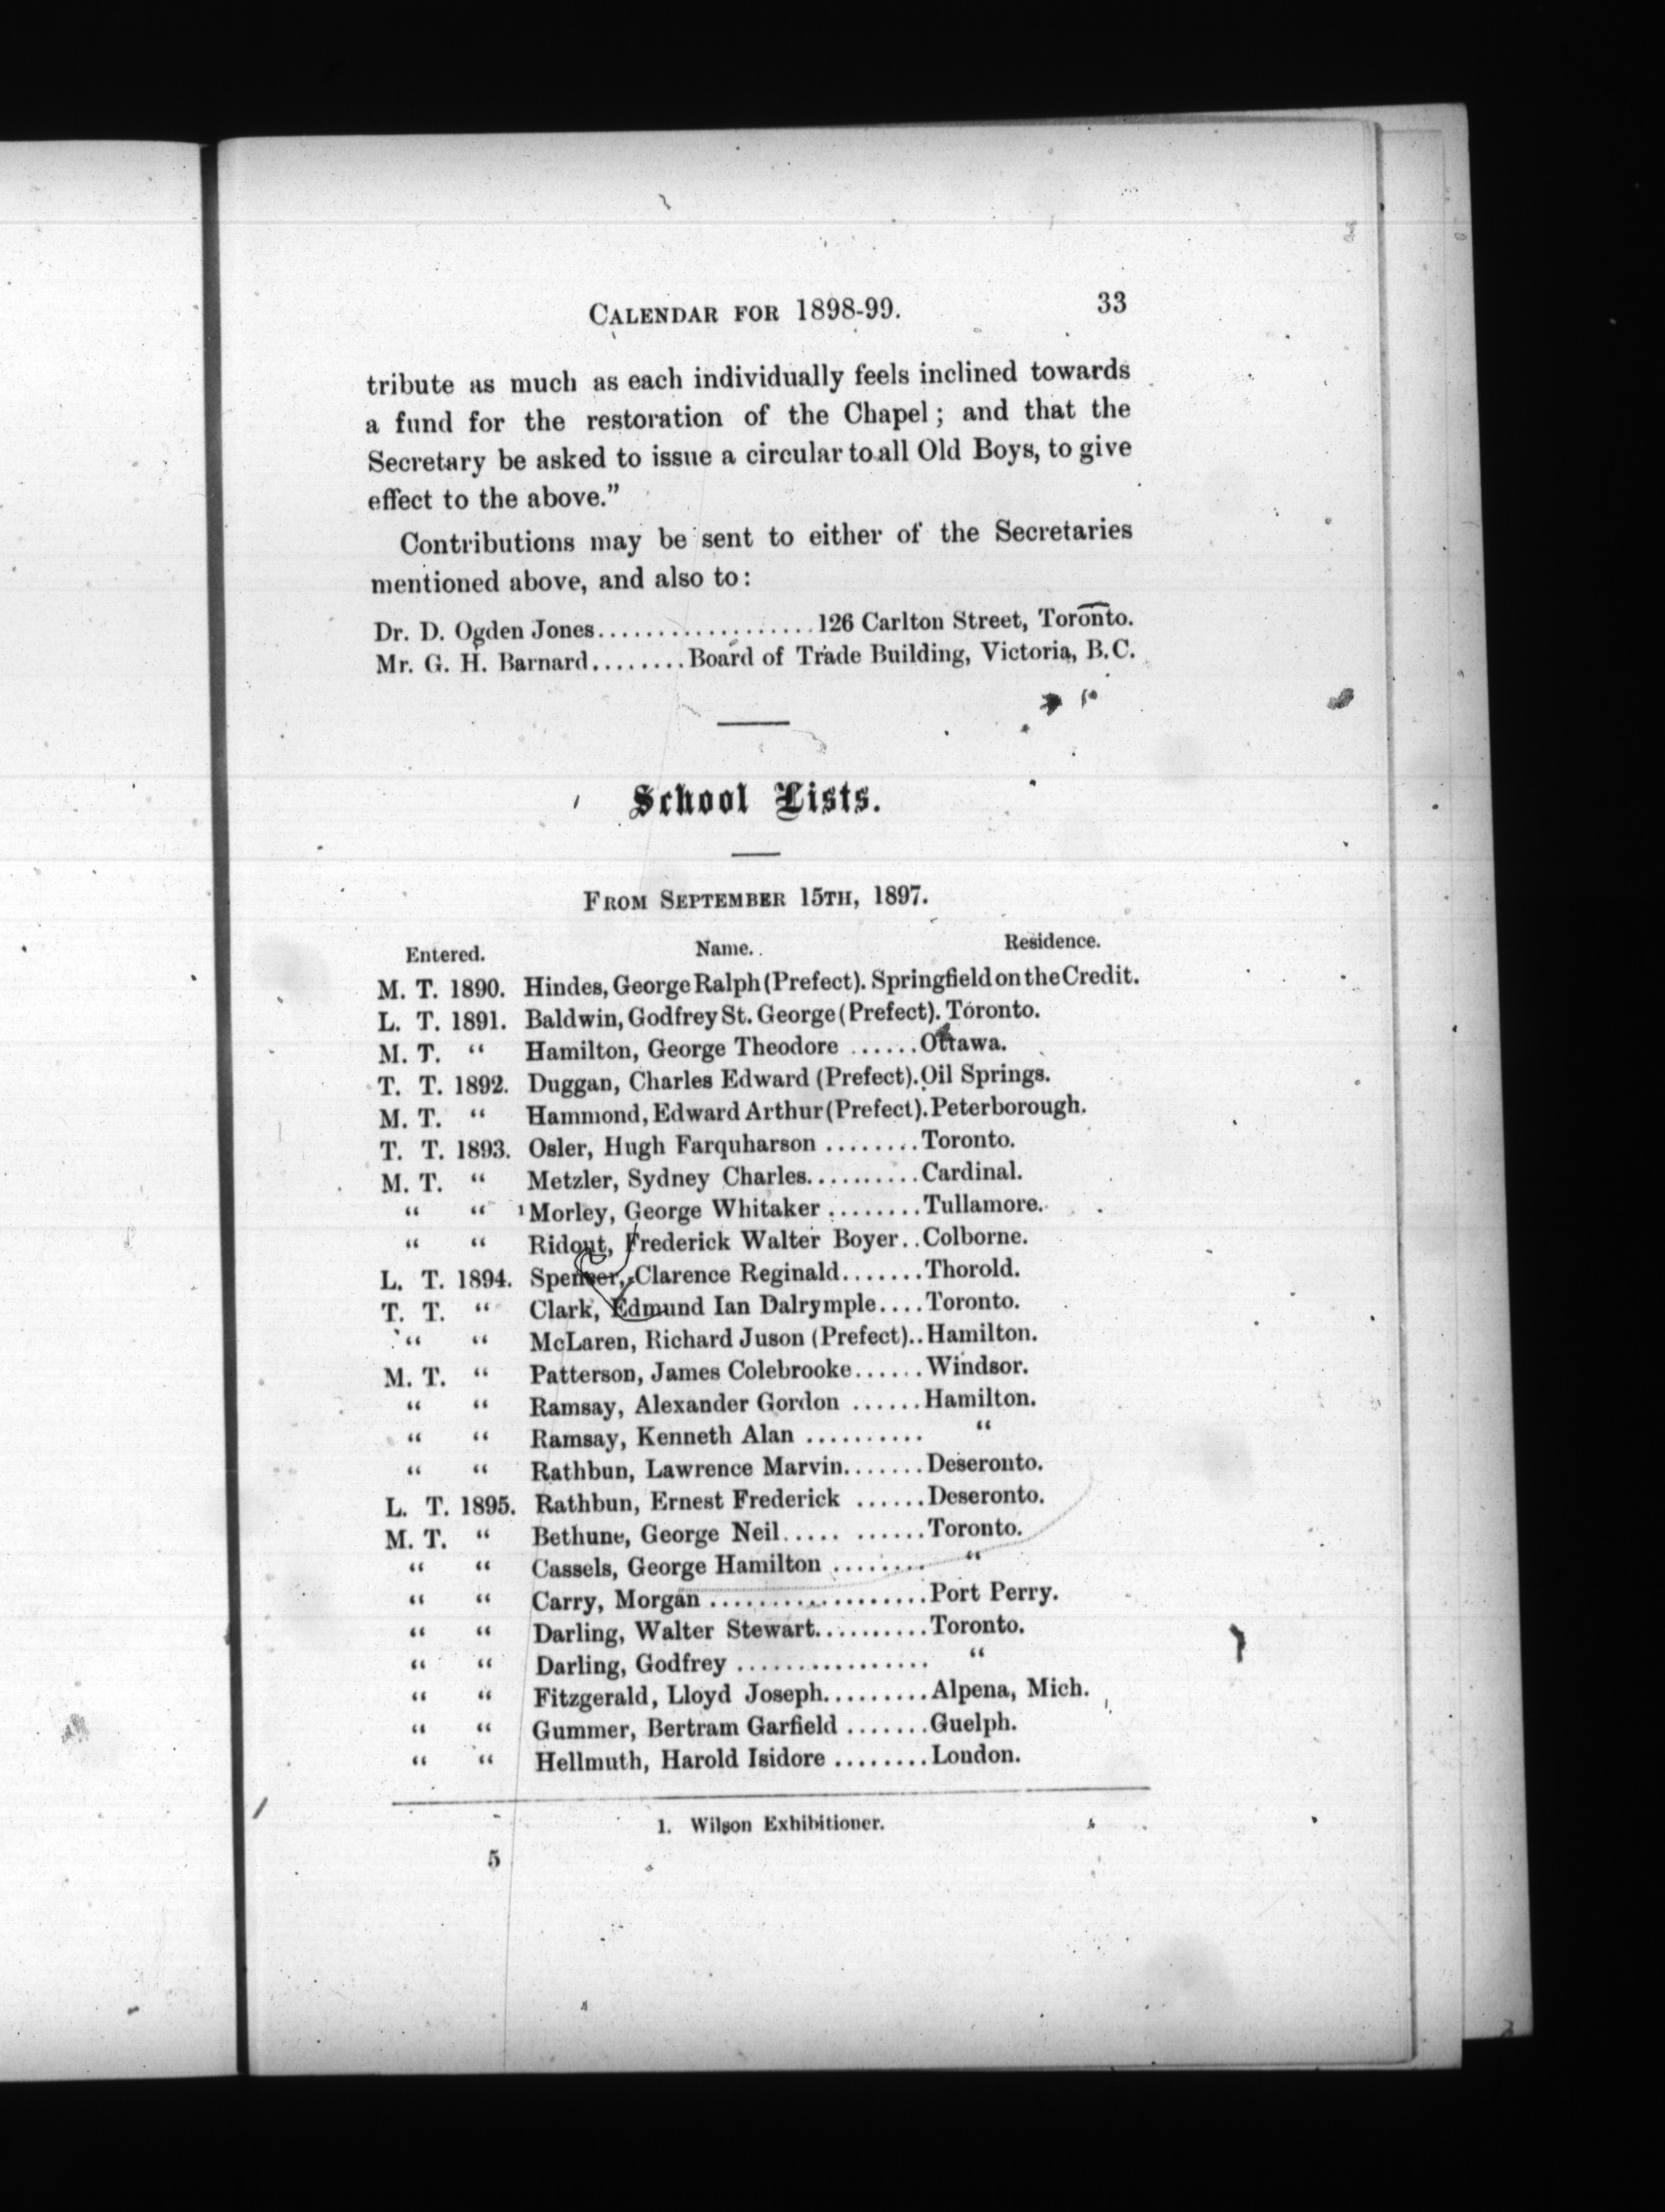 CALENDAR FOR 1898-99. 33
tribute as much as each individually feels inclined towards
a fund for the restoration of the Chapel; and that the
Secretary be asked to issue a circular to all Old Boys, to give
effect to the above.”
Contributions may be sent to either of the Secretaries
mentioned above, and also to:
Dr. D. Ogden Jones...................126 Carlton Street, Toronto.
Mr. G. H. Barnard........Board of Trade Building, Victoria, B.C.
School Lists.
FROM SEPTEMBER 15TH, 1897.
Entered. Name. Residence.
M. T. 1890. Hindes, George Ralph (Prefect). Springfield on the Credit.
L. T. 1891. Baldwin, Godfrey St. George (Prefect). Toronto.
M. T. “ Hamilton, George Theodore ......Ottawa.
T. T. 1892. Duggan, Charles Edward (Prefect).Oil Springs.
M. T. “ Hammond, Edward Arthur (Prefect). Peterborough.
T. T. 1893. Osler, Hugh Farquharson ........Toronto.
M. T. “ Metzler, Sydney Charles..........Cardinal.
“ “ 1 Morley, George Whitaker ........Tullamore.
“ “ Ridout, Frederick Walter Boyer..Colborne.
L. T. 1894. Spencer, Clarence Reginald.......Thorold.
T. T. “ Clark, Edmund Ian Dalrymple....Toronto.
“ “ McLaren, Richard Juson (Prefect)..Hamilton.
M. T. “ Patterson, James Colebrooke......Windsor.
“ “ Ramsay, Alexander Gordon ......Hamilton.
“ “ Ramsay, Kenneth Alan .......... “
“ “ Rathbun, Lawrence Marvin.......Deseronto.
L. T. 1895. Rathbun, Ernest Frederick ......Deseronto.
M. T. “ Bethune, George Neil..... ......Toronto.
“ “ Cassels, George Hamilton ........ “
“ “ Carry, Morgan ...................Port Perry.
“ “ Darling, Walter Stewart..........Toronto.
“ “ Darling, Godfrey ................. “
“ “ Fitzgerald, Lloyd Joseph.........Alpena, Mich.
“ “ Gummer, Bertram Garfield .......Guelph.
“ “ Hellmuth, Harold Isidore ........London.
1. Wilson Exhibitioner.
5